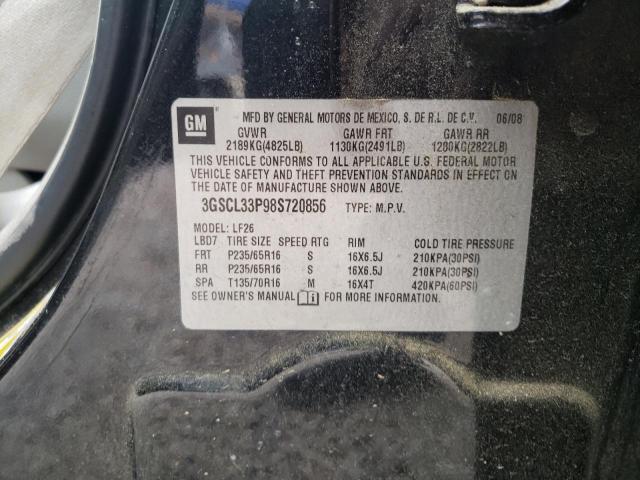 GM MFD BY GENERAL MOTORS DE MEXICO, S. DE R.L. DE C.V. 06/08
GVWR GAWR FRT GAWR RR
2189KG(4825LB) 1130KG(2491LB) 1280KG(2822LB)
THIS VEHICLE CONFORMS TO ALL APPLICABLE U.S. FEDERAL MOTOR
VEHICLE SAFETY AND THEFT PREVENTION STANDARDS IN EFFECT ON
THE DATE OF MANUFACTURE SHOWN ABOVE.
3GSCL33P98S720856 TYPE: M.P.V.
MODEL: LF26
LBD7 TIRE SIZE SPEED RTG RIM COLD TIRE PRESSURE
FRT P235/65R16 S 16X6.5J 210KPA(30PSI)
RR P235/65R16 S 16X6.5J 210KPA(30PSI)
SPA T135/70R16 M 16X4T 420KPA(60PSI)
SEE OWNER'S MANUAL FOR MORE INFORMATION